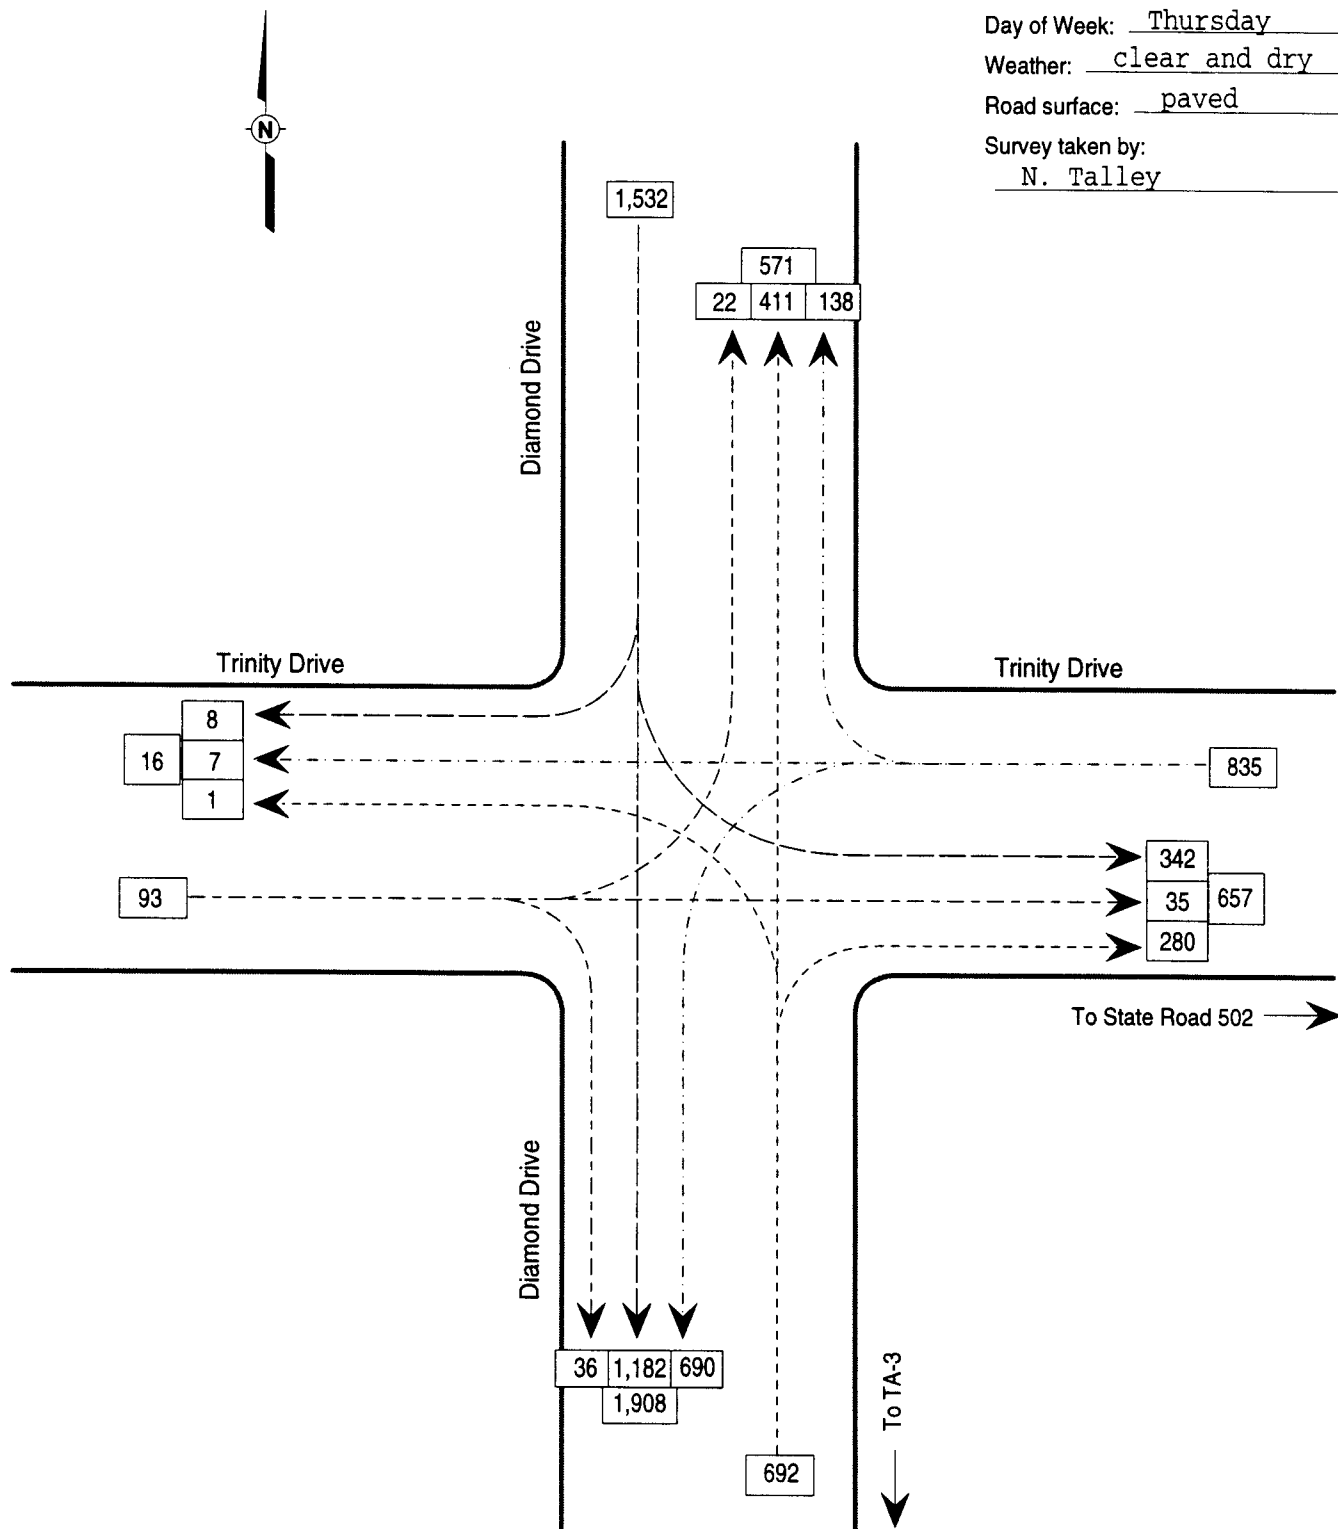 Day of Week: Thursday
Weather: clear and dry
Road surface: paved
Survey taken by:
N. Talley
N
1,532
571
22 411 138
Diamond Drive
Trinity Drive
Trinity Drive
8
16 7
1
835
93
342
35 657
280
To State Road 502
Diamond Drive
36 1,182 690
1,908
To TA-3
692